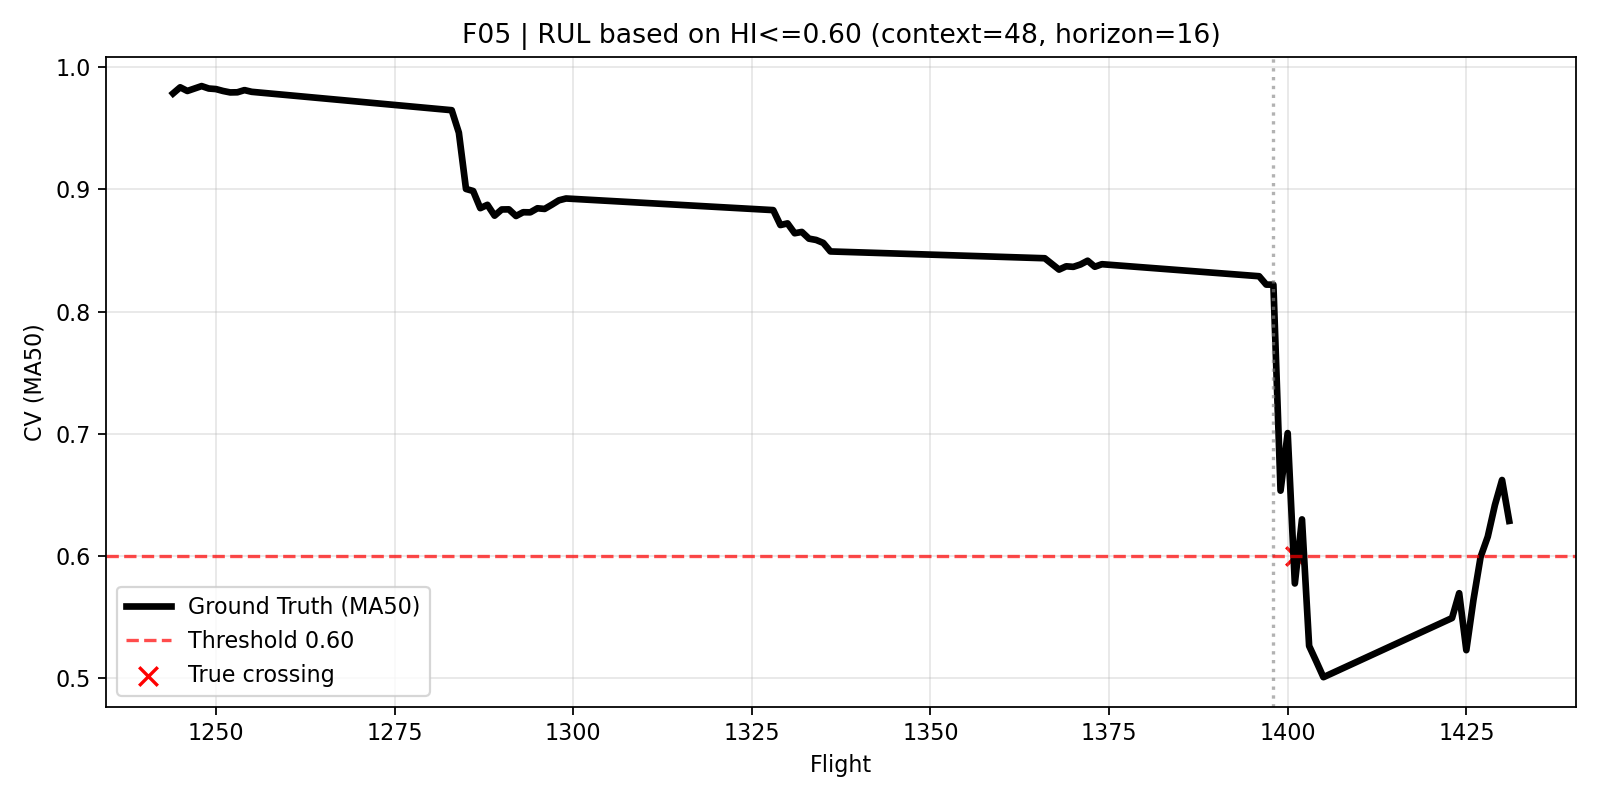 F05 | RUL based on HI<=0.60 (context=48, horizon=16)
CV (MA50)
1.0
0.9
0.8
0.7
0.6
0.5
Ground Truth (MA50)
Threshold 0.60
True crossing
1250
1275
1300
1325
1350
1375
1400
1425
Flight